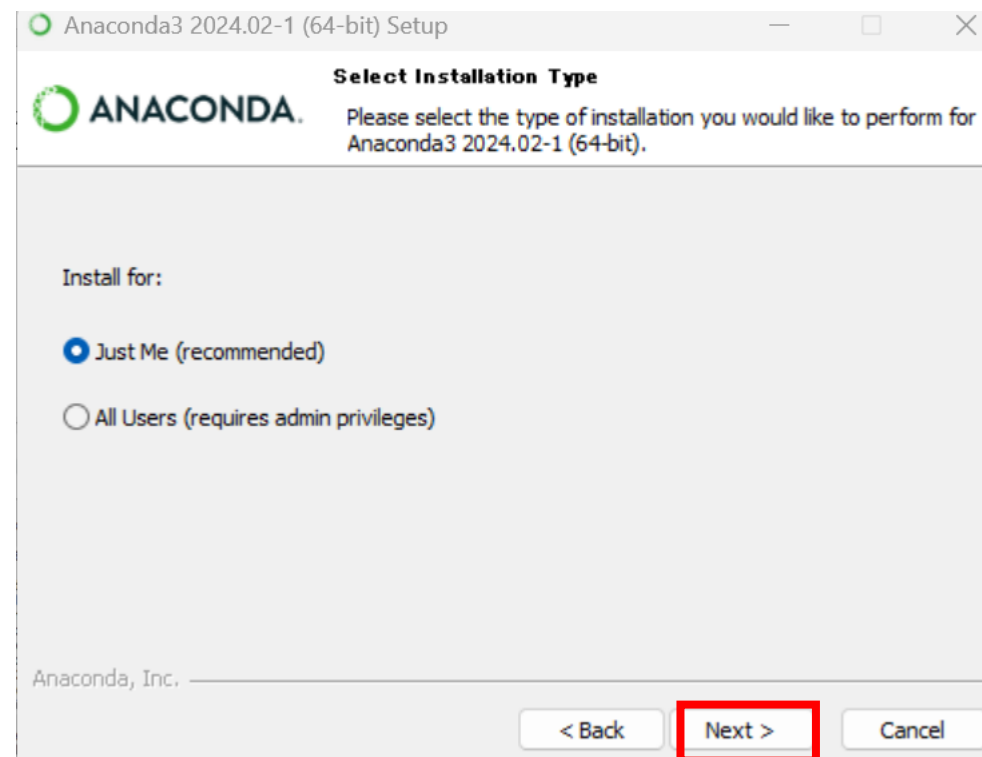 Anaconda3 2024.02-1 (64-bit) Setup
ANACONDA.
Select Installation Type
Please select the type of installation you would like to perform for
Anaconda3 2024.02-1 (64-bit).
Install for:
Just Me (recommended)
All Users (requires admin privileges)
Anaconda, Inc.
< Back
Next >
Cancel